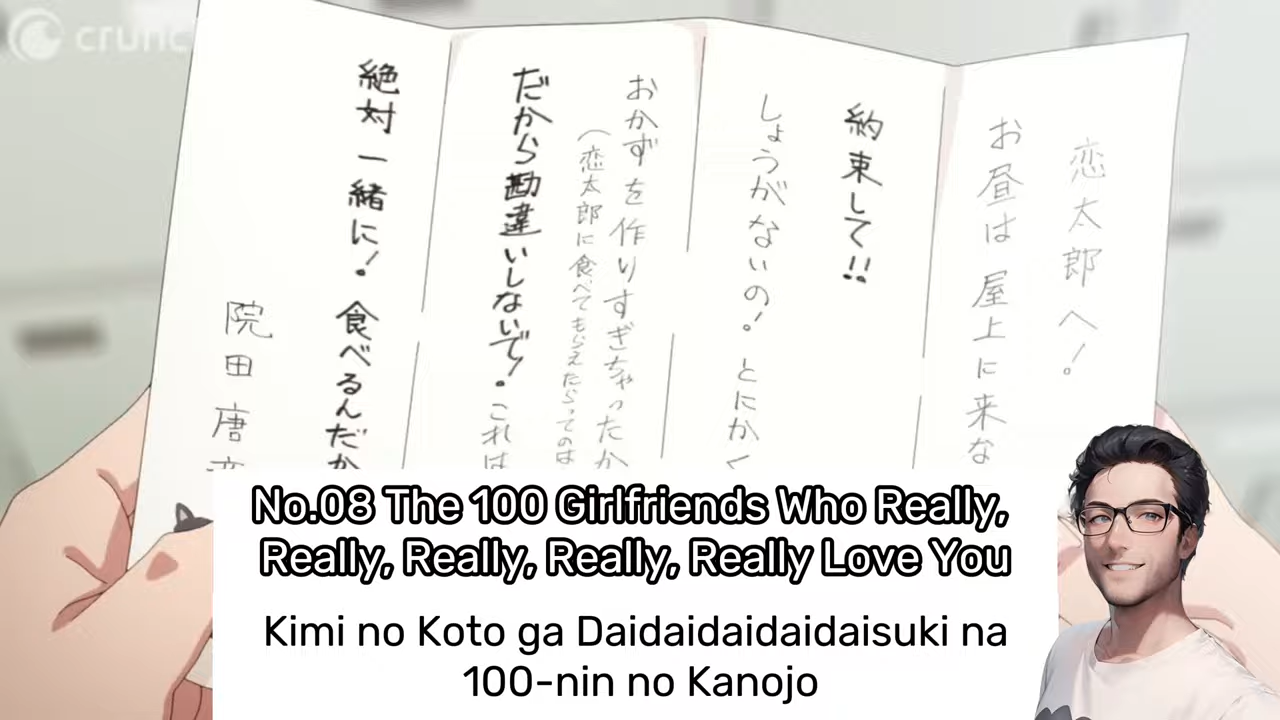 crunc
恋太郎へ!
お昼は屋上に来な
約束して!!
しょうがないの!とにかく
おかずを作りすぎちゃったか
(恋太郎に食べてもらえたらってのは
だから勘違いしないで!これは
絶対一緒に!食べるんだか
院田唐
No.08 The 100 Girlfriends Who Really,
Really, Really, Really, Really Love You
Kimi no Koto ga Daidaidaidaidaisuki na
100-nin no Kanojo